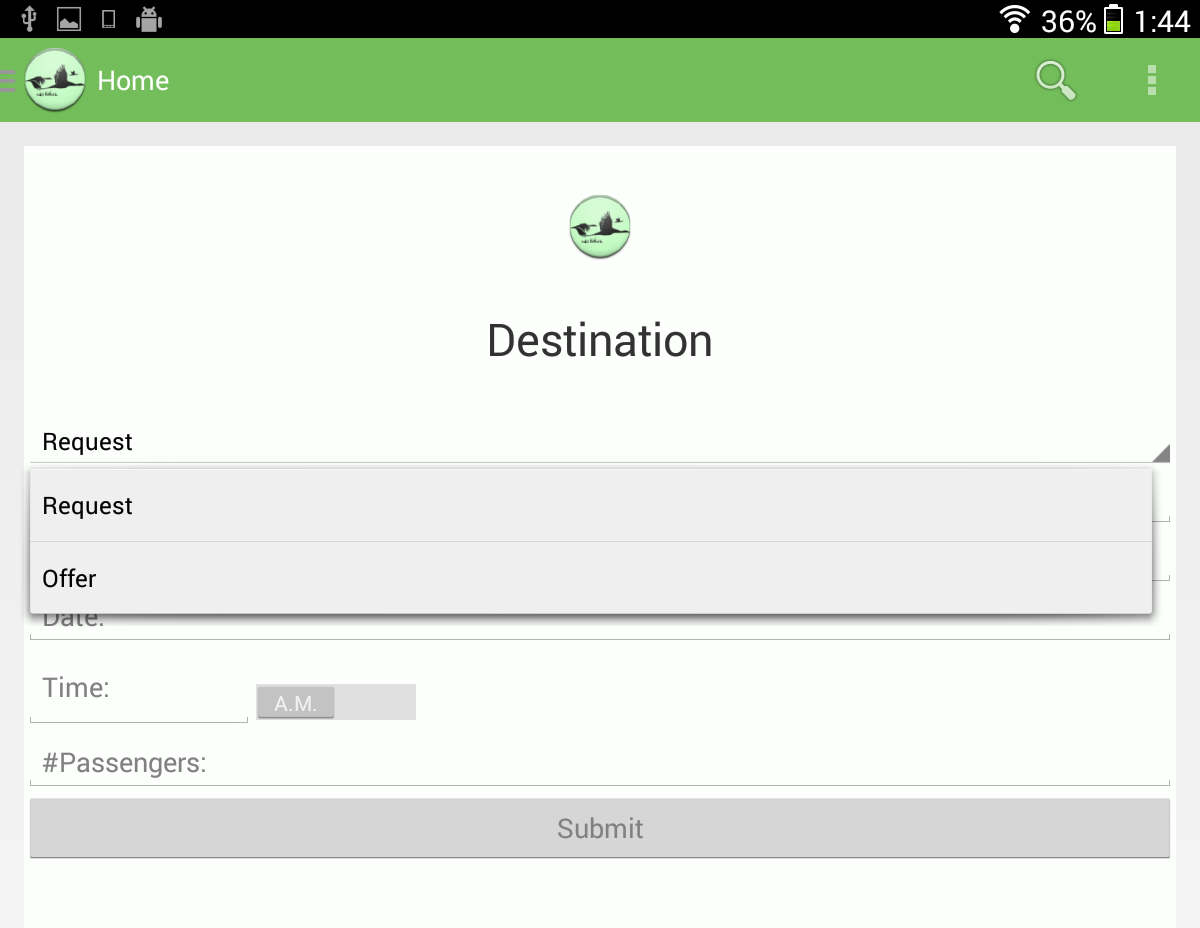 36% 1:44
Home
Destination
Request
Request
Offer
Date:
Time:
A.M.
#Passengers:
Submit